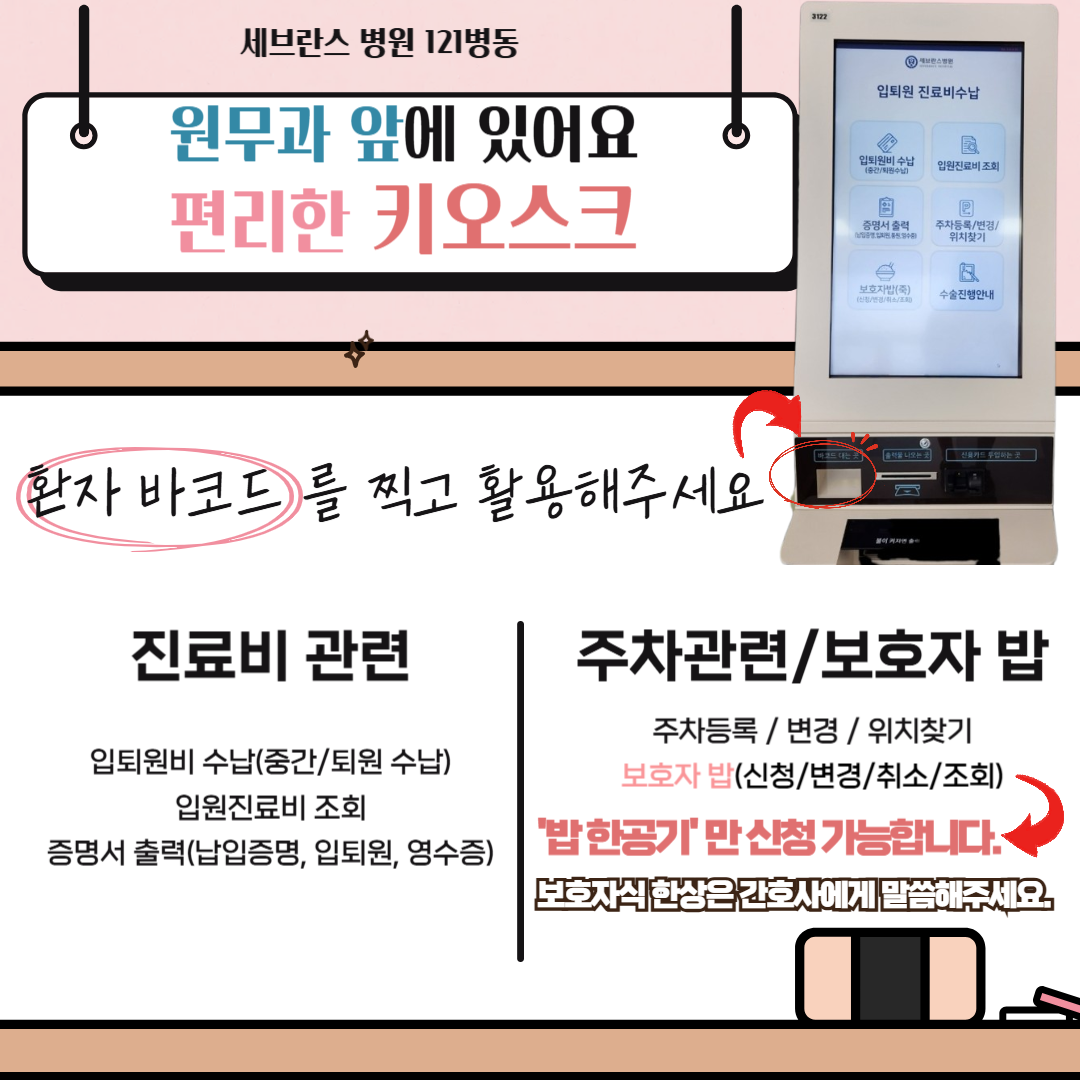 세브란스 병원 121병동
원무과 앞에 있어요
편리한 키오스크
3122
세브란스병원
입퇴원 진료비수납
입퇴원비 수납
(중간/퇴원수납)
입원진료비 조회
증명서 출력
(납입증명,입퇴원,통원,영수증)
주차등록/변경/
위치찾기
보호자밥(죽)
(신청/변경/취소/조회)
수술진행안내
바코드 대는 곳
출력물 나오는 곳
신용카드 투입하는 곳
불이 켜지면
환자 바코드 를 찍고 활용해주세요
진료비 관련
입퇴원비 수납(중간/퇴원 수납)
입원진료비 조회
증명서 출력(납입증명, 입퇴원, 영수증)
주차관련/보호자 밥
주차등록 / 변경 / 위치찾기
보호자 밥(신청/변경/취소/조회)
'밥 한공기' 만 신청 가능합니다.
보호자식 한상은 간호사에게 말씀해주세요.